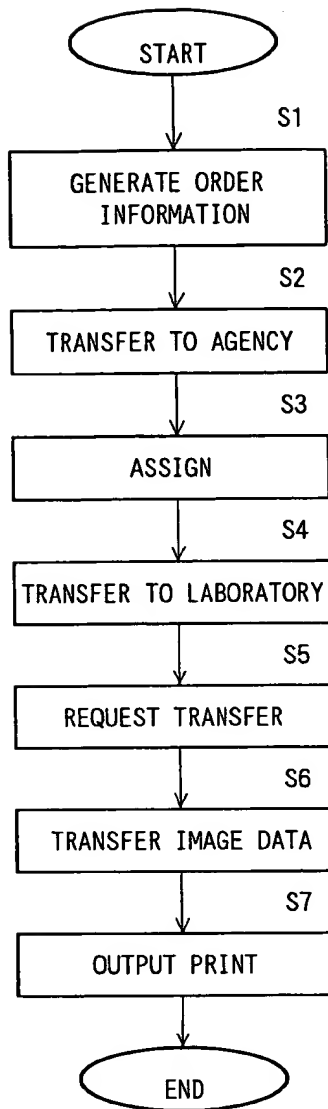 START
S1
GENERATE ORDER
INFORMATION
S2
TRANSFER TO AGENCY
S3
ASSIGN
S4
TRANSFER TO LABORATORY
S5
REQUEST TRANSFER
S6
TRANSFER IMAGE DATA
S7
OUTPUT PRINT
END